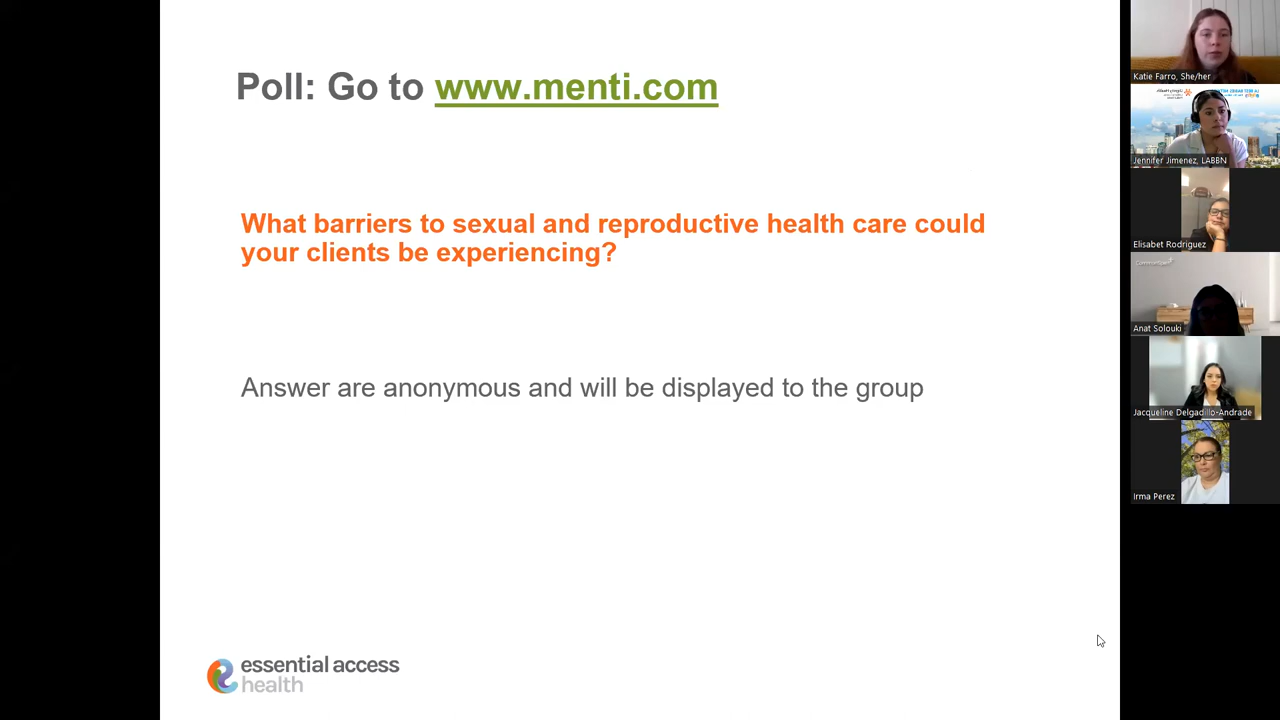 Poll: Go to www.menti.com
What barriers to sexual and reproductive health care could
your clients be experiencing?
Answer are anonymous and will be displayed to the group
essential access
health
Katie Farro, She/her
Jennifer Jimenez, LABBN
Elisabet Rodriguez
Anat Solouki
Jacqueline Delgadillo-Andrade
Irma Perez